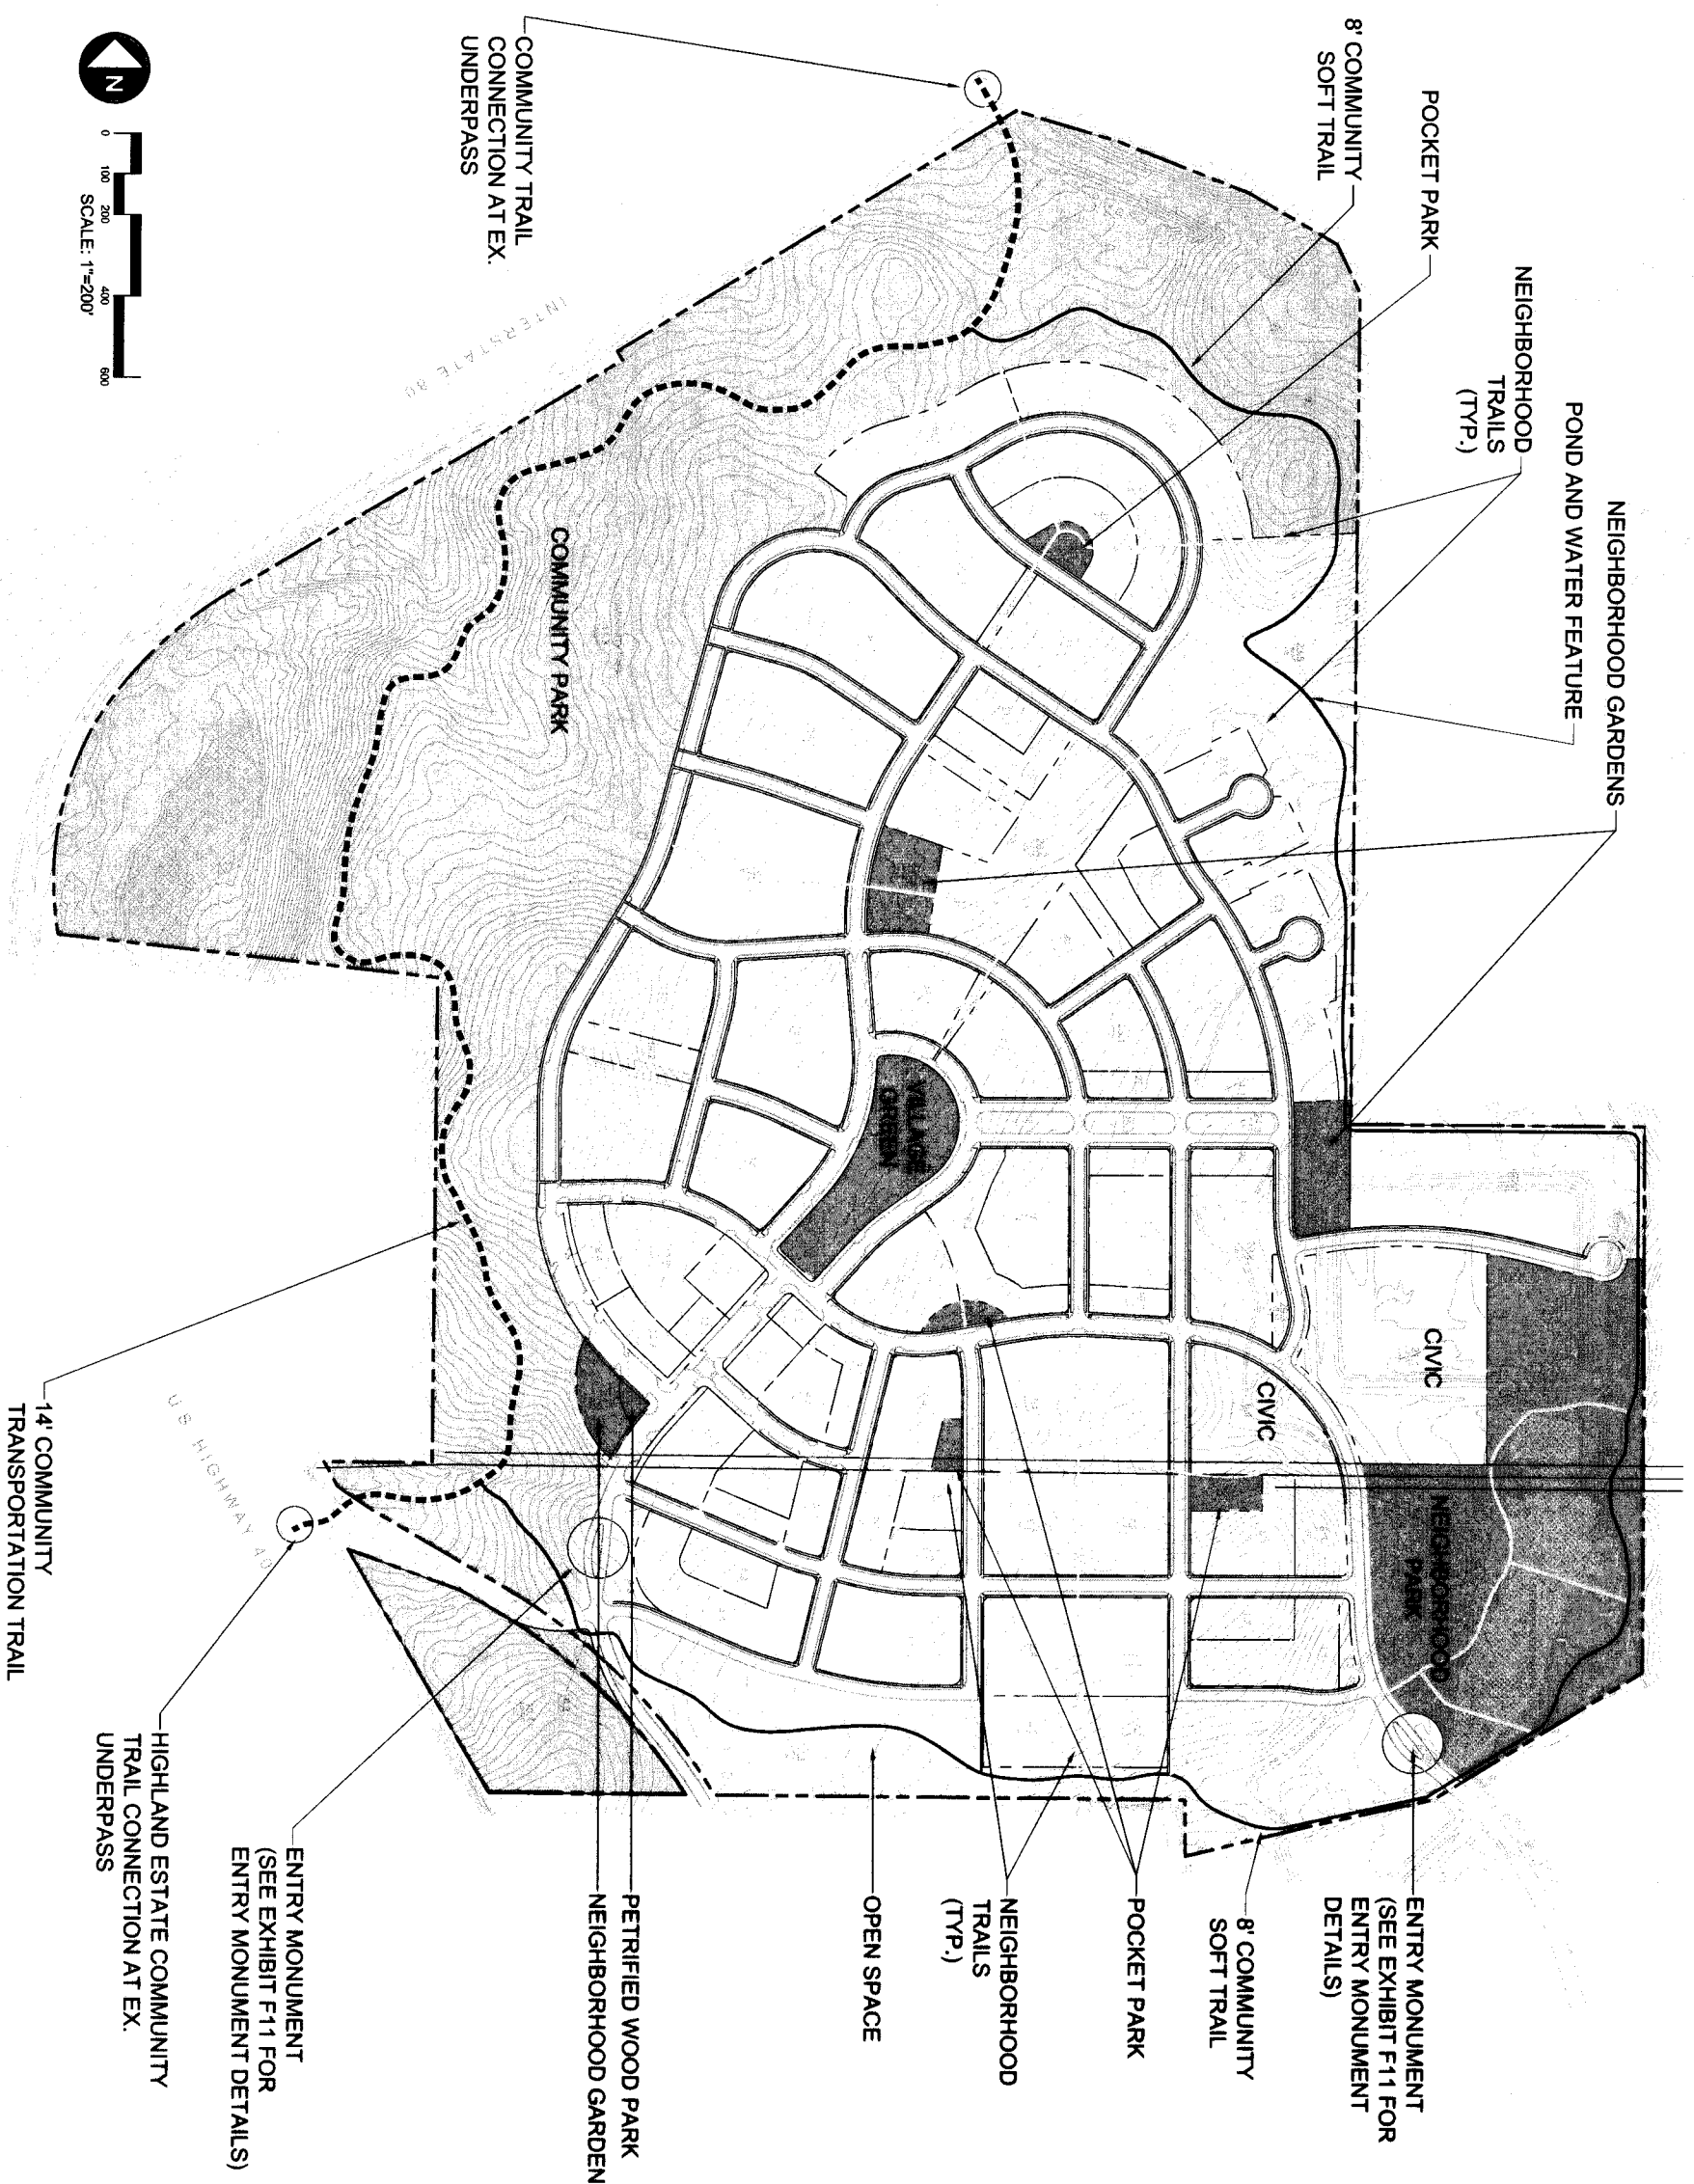 COMMUNITY TRAIL
CONNECTION AT EX.
UNDERPASS
8' COMMUNITY
SOFT TRAIL
POCKET PARK
NEIGHBORHOOD
TRAILS
(TYP.)
POND AND WATER FEATURE
NEIGHBORHOOD GARDENS
N
0
100
200
400
600
SCALE: 1"=200'
INTERSTATE 80
COMMUNITY PARK
VILLAGE
GREEN
CIVIC
CIVIC
NEIGHBORHOOD
PARK
US HIGHWAY 40
14' COMMUNITY
TRANSPORTATION TRAIL
HIGHLAND ESTATE COMMUNITY
TRAIL CONNECTION AT EX.
UNDERPASS
ENTRY MONUMENT
(SEE EXHIBIT F11 FOR
ENTRY MONUMENT DETAILS)
PETRIFIED WOOD PARK
NEIGHBORHOOD GARDEN
OPEN SPACE
NEIGHBORHOOD
TRAILS
(TYP.)
POCKET PARK
8' COMMUNITY
SOFT TRAIL
ENTRY MONUMENT
(SEE EXHIBIT F11 FOR
ENTRY MONUMENT
DETAILS)